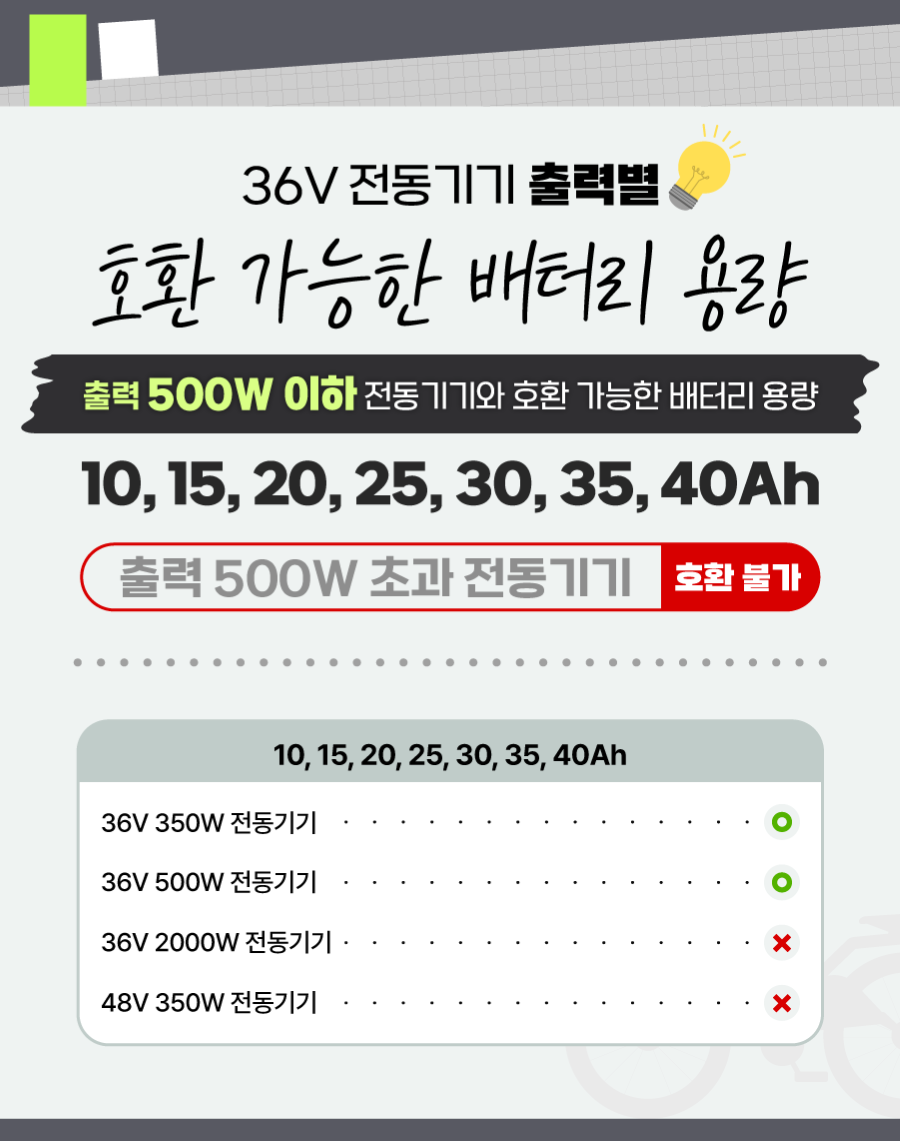 36V 전동기기 출력별
호환 가능한 배터리 용량
출력 500W 이하 전동기기와 호환 가능한 배터리 용량
10, 15, 20, 25, 30, 35, 40Ah
출력 500W 초과 전동기기 호환 불가
10, 15, 20, 25, 30, 35, 40Ah
36V 350W 전동기기
36V 500W 전동기기
36V 2000W 전동기기
48V 350W 전동기기